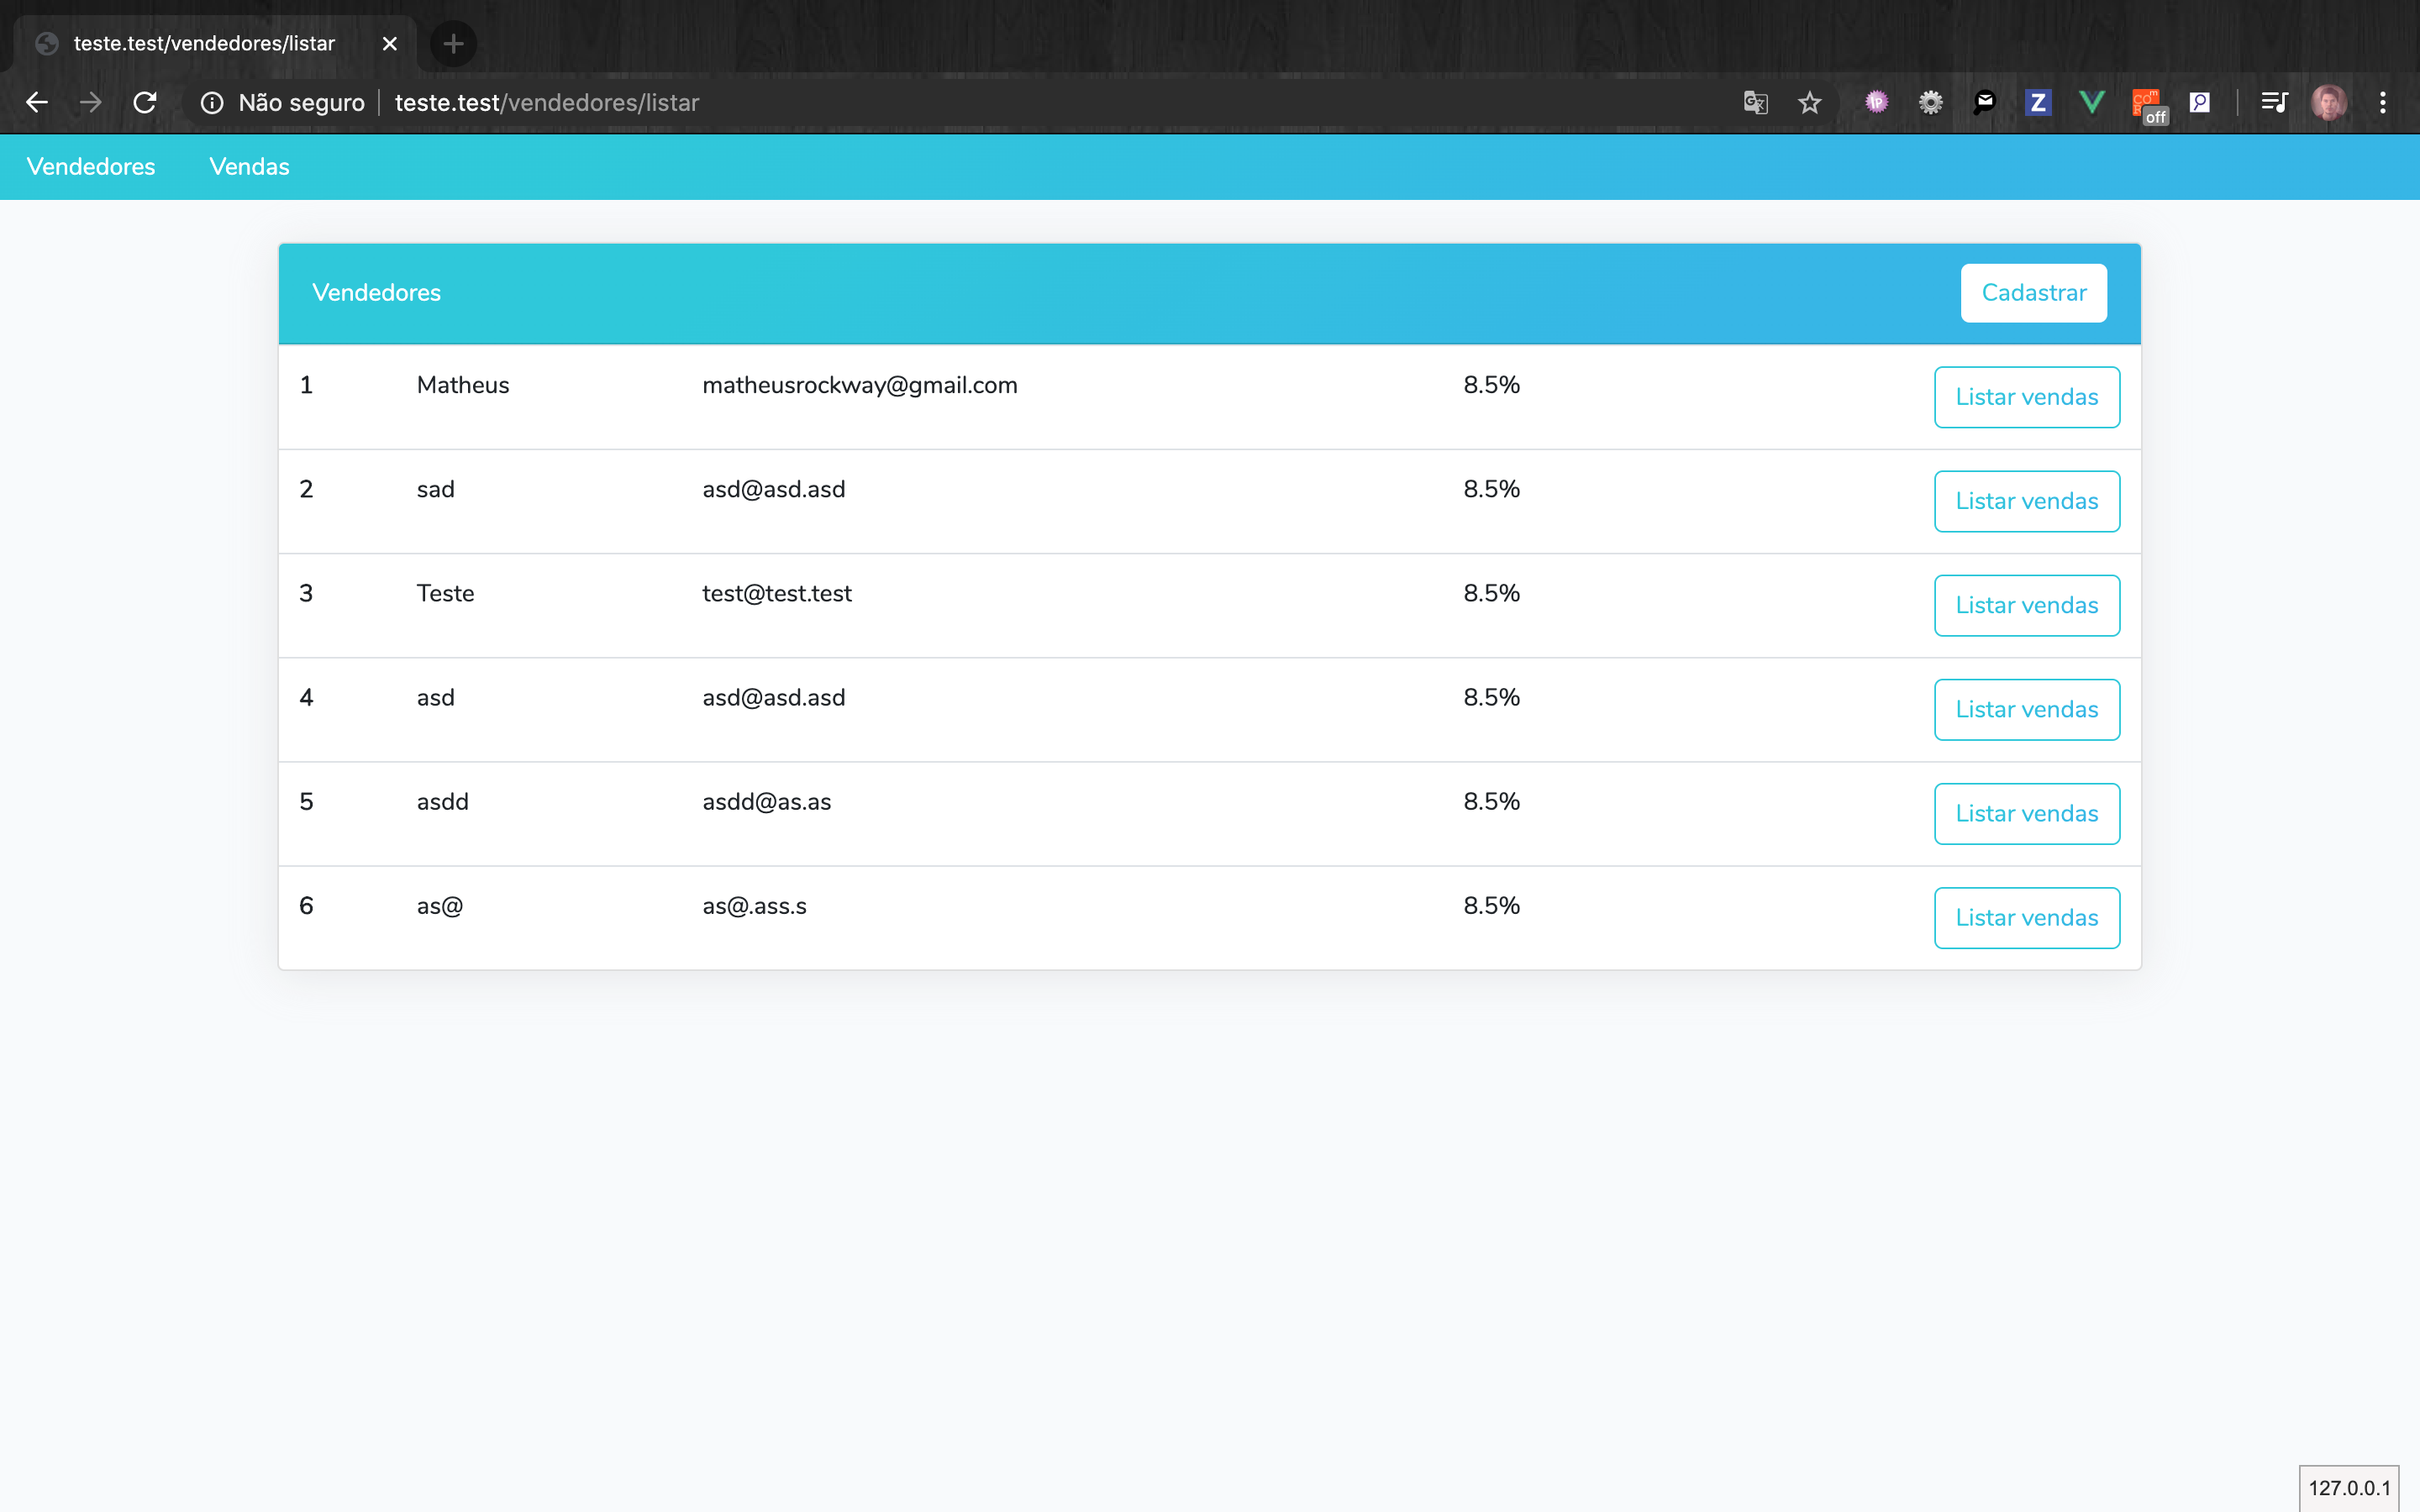 teste.test/vendedores/listar
Não seguro teste.test/vendedores/listar
off
Vendedores Vendas
Vendedores Cadastrar
1 Matheus matheusrockway@gmail.com 8.5% Listar vendas
2 sad asd@asd.asd 8.5% Listar vendas
3 Teste test@test.test 8.5% Listar vendas
4 asd asd@asd.asd 8.5% Listar vendas
5 asdd asdd@as.as 8.5% Listar vendas
6 as@ as@.ass.s 8.5% Listar vendas
127.0.0.1